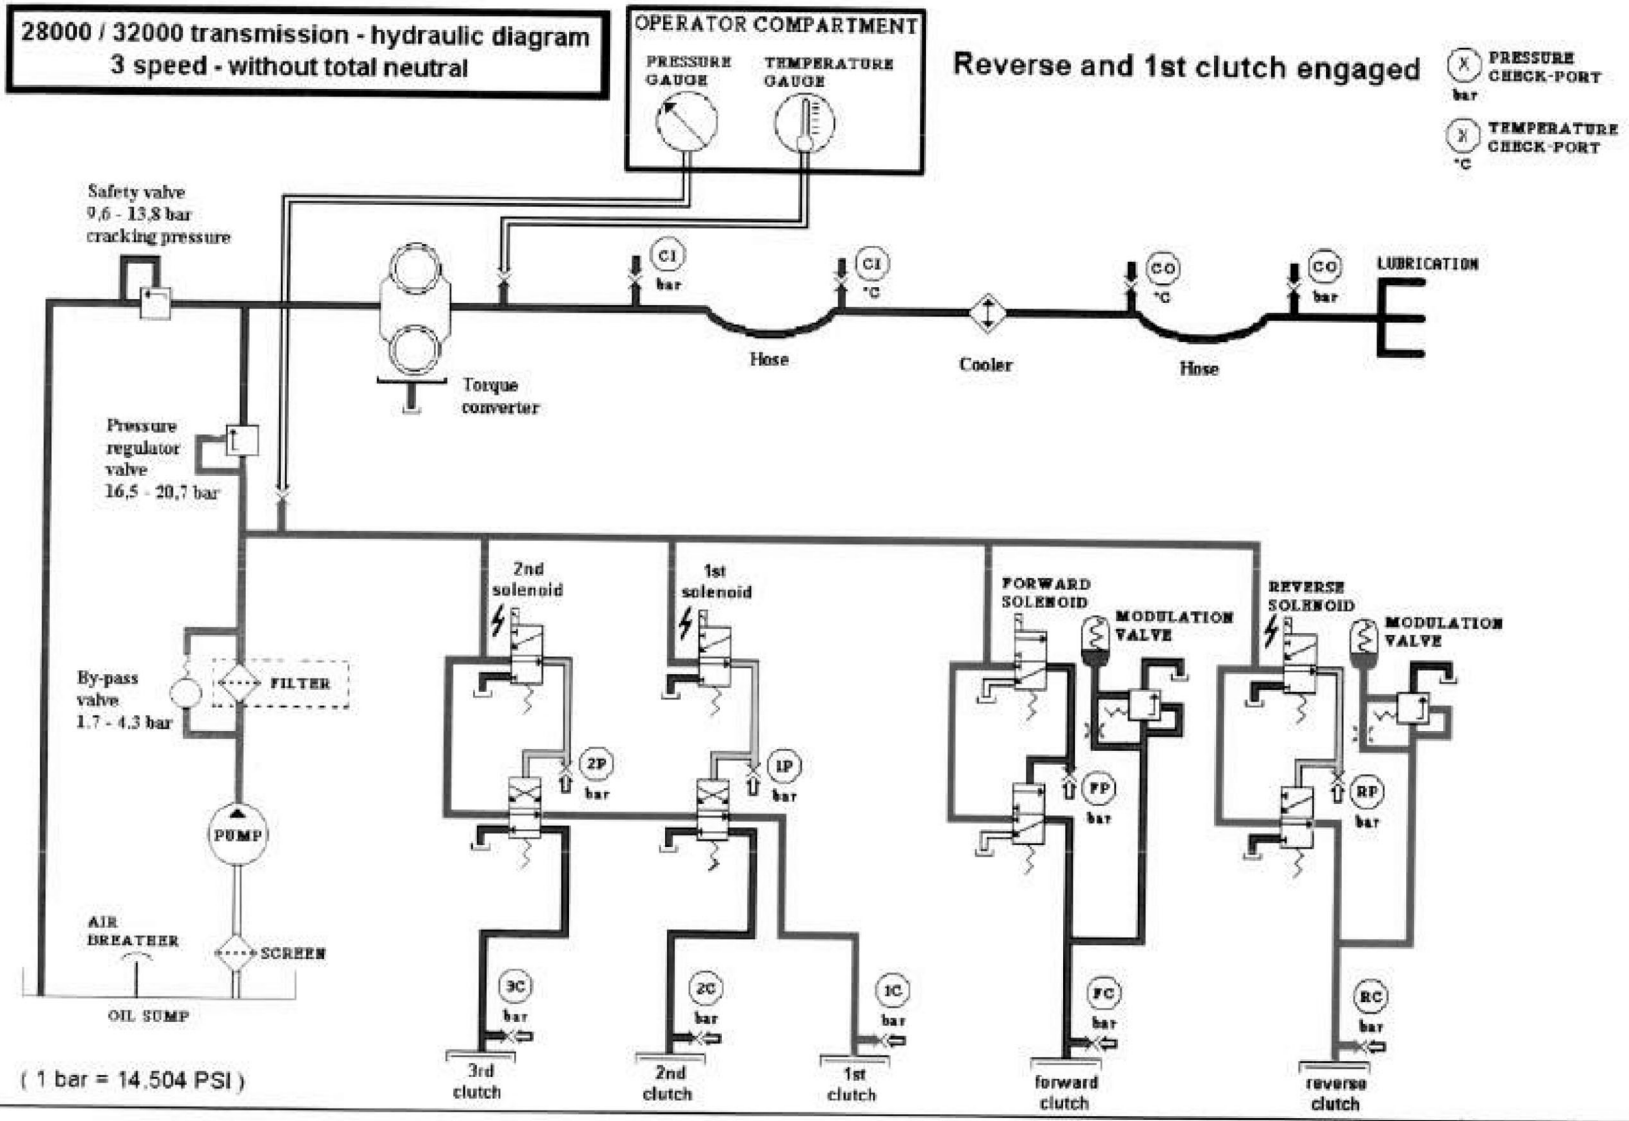 28000 / 32000 transmission - hydraulic diagram
3 speed - without total neutral
OPERATOR COMPARTMENT
PRESSURE
GAUGE
TEMPERATURE
GAUGE
Reverse and 1st clutch engaged
X
PRESSURE
CHECK-PORT
bar
X
TEMPERATURE
CHECK-PORT
°C
Safety valve
9,6 - 13,8 bar
cracking pressure
CI
bar
CI
°C
CO
°C
CO
bar
LUBRICATION
Hose
Cooler
Hose
Torque
converter
Pressure
regulator
valve
16,5 - 20,7 bar
2nd
solenoid
1st
solenoid
FORWARD
SOLENOID
MODULATION
VALVE
REVERSE
SOLENOID
MODULATION
VALVE
By-pass
valve
1.7 - 4.3 bar
FILTER
2P
bar
1P
bar
FP
bar
RP
bar
PUMP
AIR
BREATHER
SCREEN
OIL SUMP
3C
bar
2C
bar
1C
bar
FC
bar
RC
bar
3rd
clutch
2nd
clutch
1st
clutch
forward
clutch
reverse
clutch
( 1 bar = 14,504 PSI )